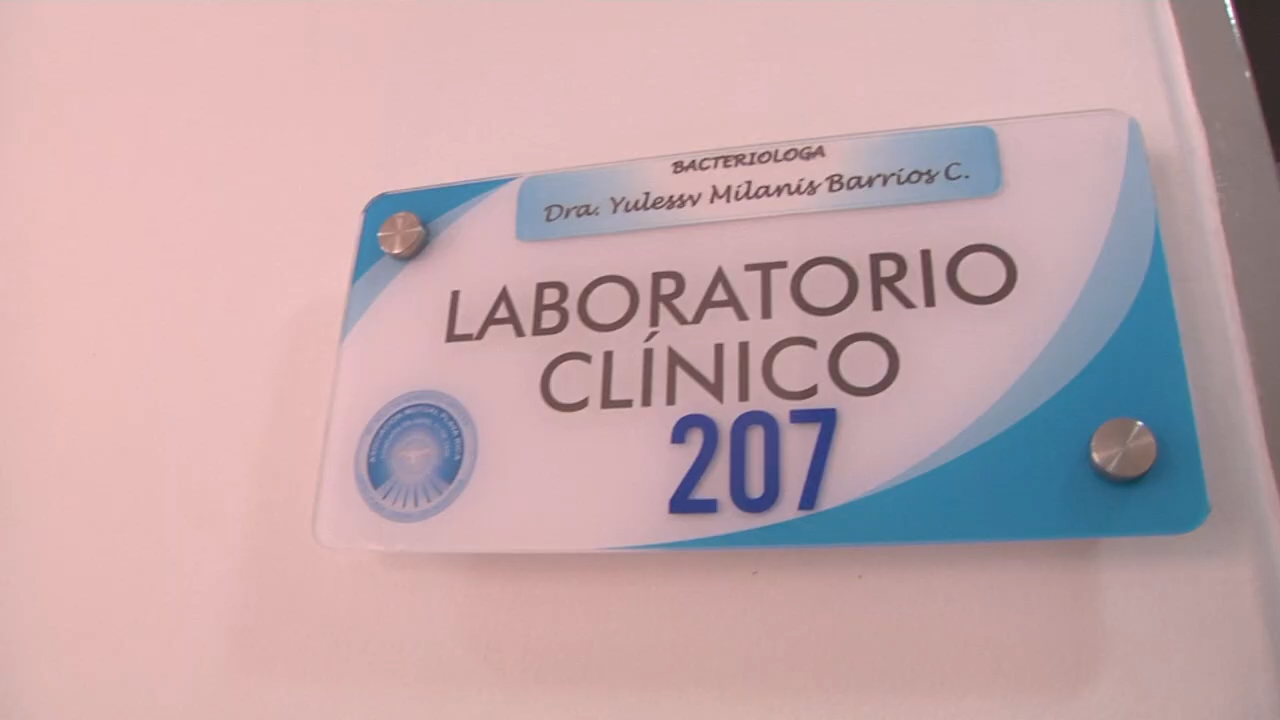 BACTERIOLOGA
Dra. Yulessv Milanis Barrios C.
LABORATORIO
CLÍNICO
207